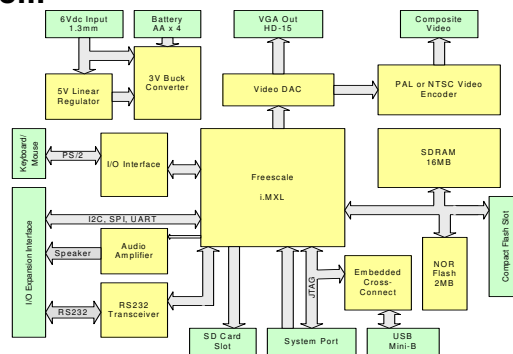 6Vdc Input
1.3mm
Battery
AA x 4
VGA Out
HD-15
Composite
Video
5V Linear
Regulator
3V Buck
Converter
Video DAC
PAL or NTSC Video
Encoder
Keyboard/
Mouse
PS/2
I/O Interface
Freescale
i.MXL
SDRAM
16MB
I/O Expansion Interface
I2C, SPI, UART
Speaker
Audio
Amplifier
RS232
RS232
Transceiver
JTAG
Embedded
Cross-
Connect
NOR
Flash
2MB
Compact Flash Slot
SD Card
Slot
System Port
USB
Mini-B